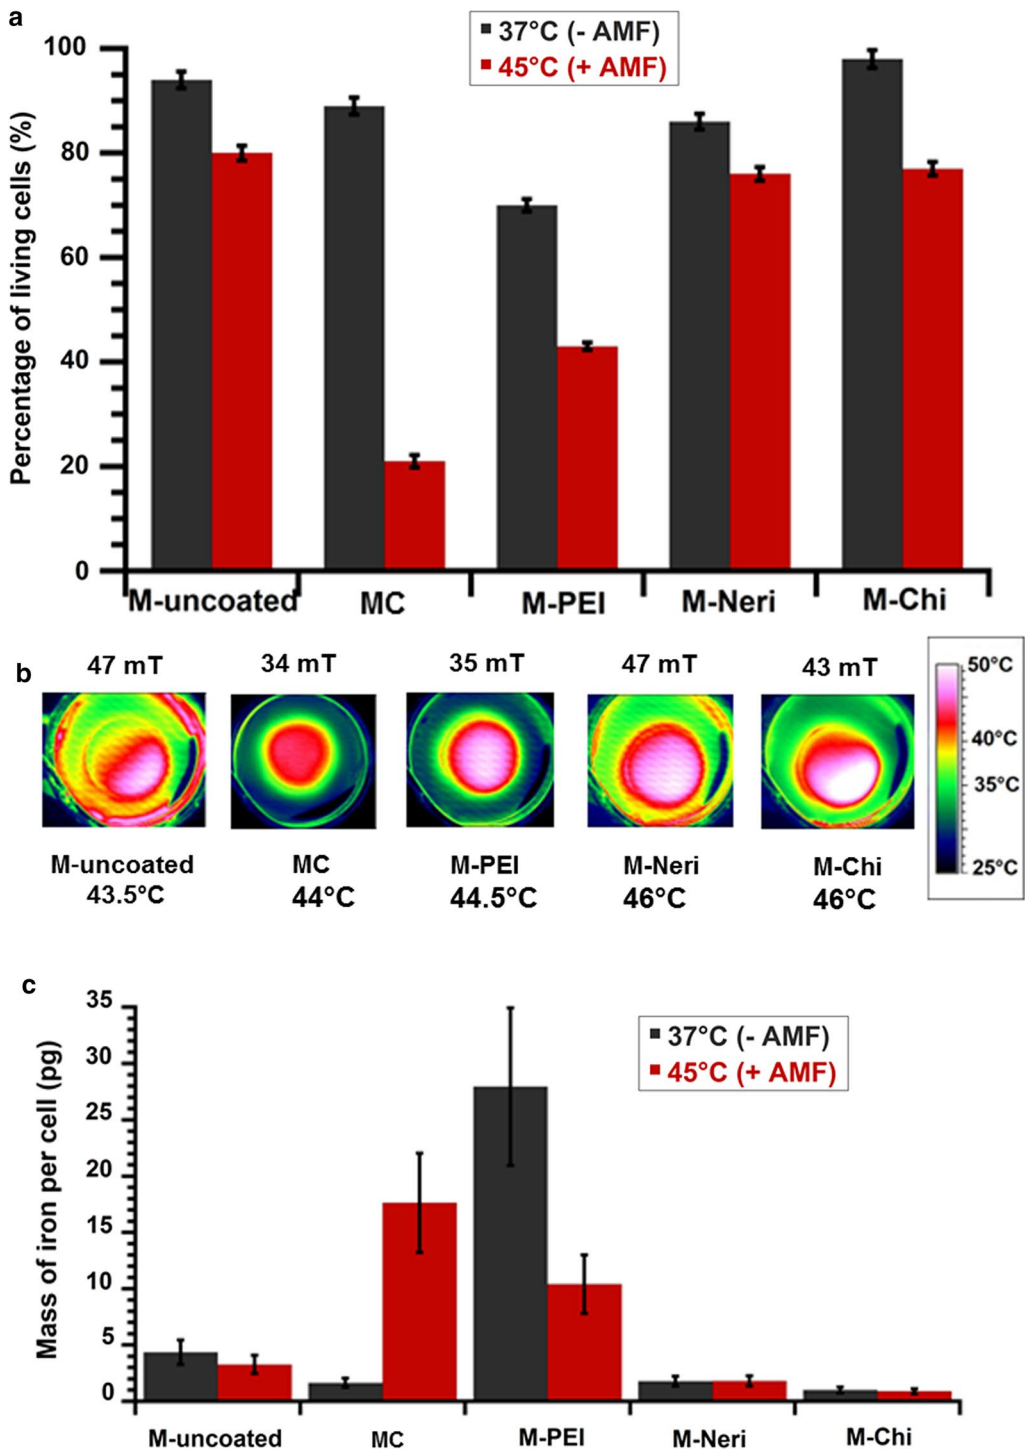 a
37°C (- AMF)
45°C (+ AMF)
Percentage of living cells (%)
100
80
60
40
20
0
M-uncoated MC M-PEI M-Neri M-Chi
b
47 mT 34 mT 35 mT 47 mT 43 mT
50°C
40°C
35°C
25°C
M-uncoated MC M-PEI M-Neri M-Chi
43.5°C 44°C 44.5°C 46°C 46°C
c
37°C (- AMF)
45°C (+ AMF)
Mass of iron per cell (pg)
35
30
25
20
15
10
5
0
M-uncoated MC M-PEI M-Neri M-Chi